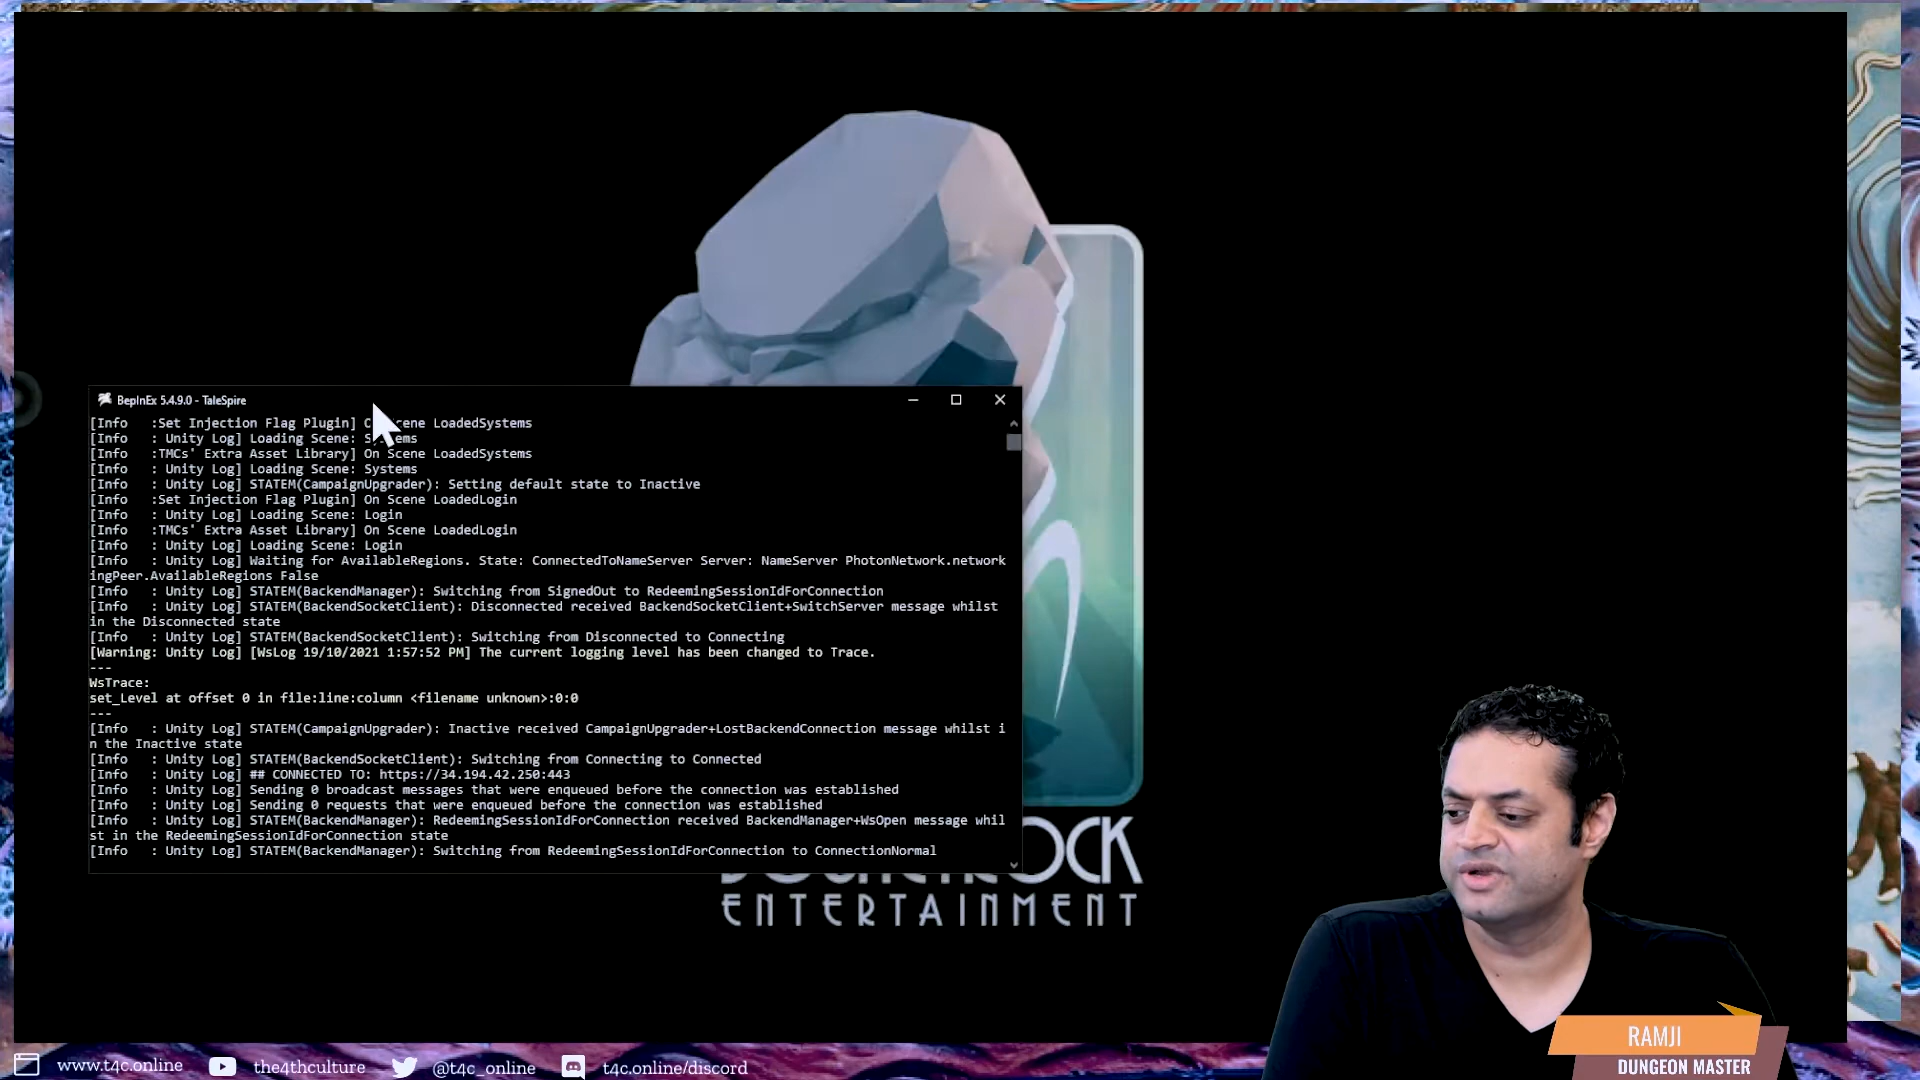 BepInEx 5.4.9.0 - TaleSpire
[Info   :Set Injection Flag Plugin] Scene LoadedSystems
[Info   : Unity Log] Loading Scene: Systems
[Info   :TMCs' Extra Asset Library] On Scene LoadedSystems
[Info   : Unity Log] Loading Scene: Systems
[Info   : Unity Log] STATEM(CampaignUpgrader): Setting default state to Inactive
[Info   :Set Injection Flag Plugin] On Scene LoadedLogin
[Info   : Unity Log] Loading Scene: Login
[Info   :TMCs' Extra Asset Library] On Scene LoadedLogin
[Info   : Unity Log] Loading Scene: Login
[Info   : Unity Log] Waiting for AvailableRegions. State: ConnectedToNameServer Server: NameServer PhotonNetwork.network
ingPeer.AvailableRegions False
[Info   : Unity Log] STATEM(BackendManager): Switching from SignedOut to RedeemingSessionIdForConnection
[Info   : Unity Log] STATEM(BackendSocketClient): Disconnected received BackendSocketClient+SwitchServer message whilst
in the Disconnected state
[Info   : Unity Log] STATEM(BackendSocketClient): Switching from Disconnected to Connecting
[Warning: Unity Log] [WsLog 19/10/2021 1:57:52 PM] The current logging level has been changed to Trace.
---
WsTrace:
set_Level at offset 0 in file:line:column <filename unknown>:0:0
---
[Info   : Unity Log] STATEM(CampaignUpgrader): Inactive received CampaignUpgrader+LostBackendConnection message whilst i
n the Inactive state
[Info   : Unity Log] STATEM(BackendSocketClient): Switching from Connecting to Connected
[Info   : Unity Log] ## CONNECTED TO: https://34.194.42.250:443
[Info   : Unity Log] Sending 0 broadcast messages that were enqueued before the connection was established
[Info   : Unity Log] Sending 0 requests that were enqueued before the connection was established
[Info   : Unity Log] STATEM(BackendManager): RedeemingSessionIdForConnection received BackendManager+WsOpen message whil
st in the RedeemingSessionIdForConnection state
[Info   : Unity Log] STATEM(BackendManager): Switching from RedeemingSessionIdForConnection to ConnectionNormal
ENTERTAINMENT
RAMJI
DUNGEON MASTER
www.t4c.online
the4thculture
@t4c_online
t4c.online/discord